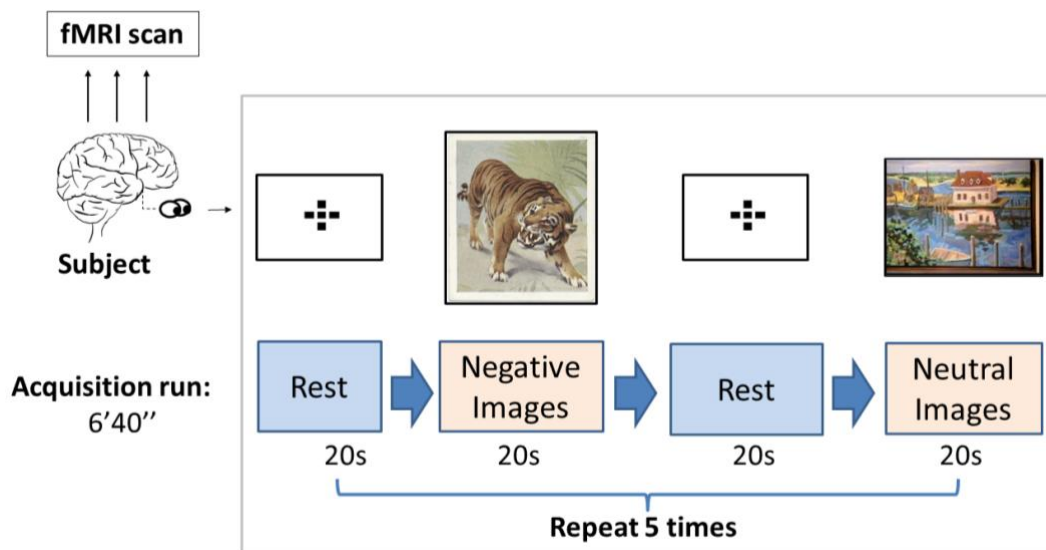 fMRI scan
Subject
Acquisition run:
6’40’’
Rest
Negative
Images
Rest
Neutral
Images
20s
20s
20s
20s
Repeat 5 times